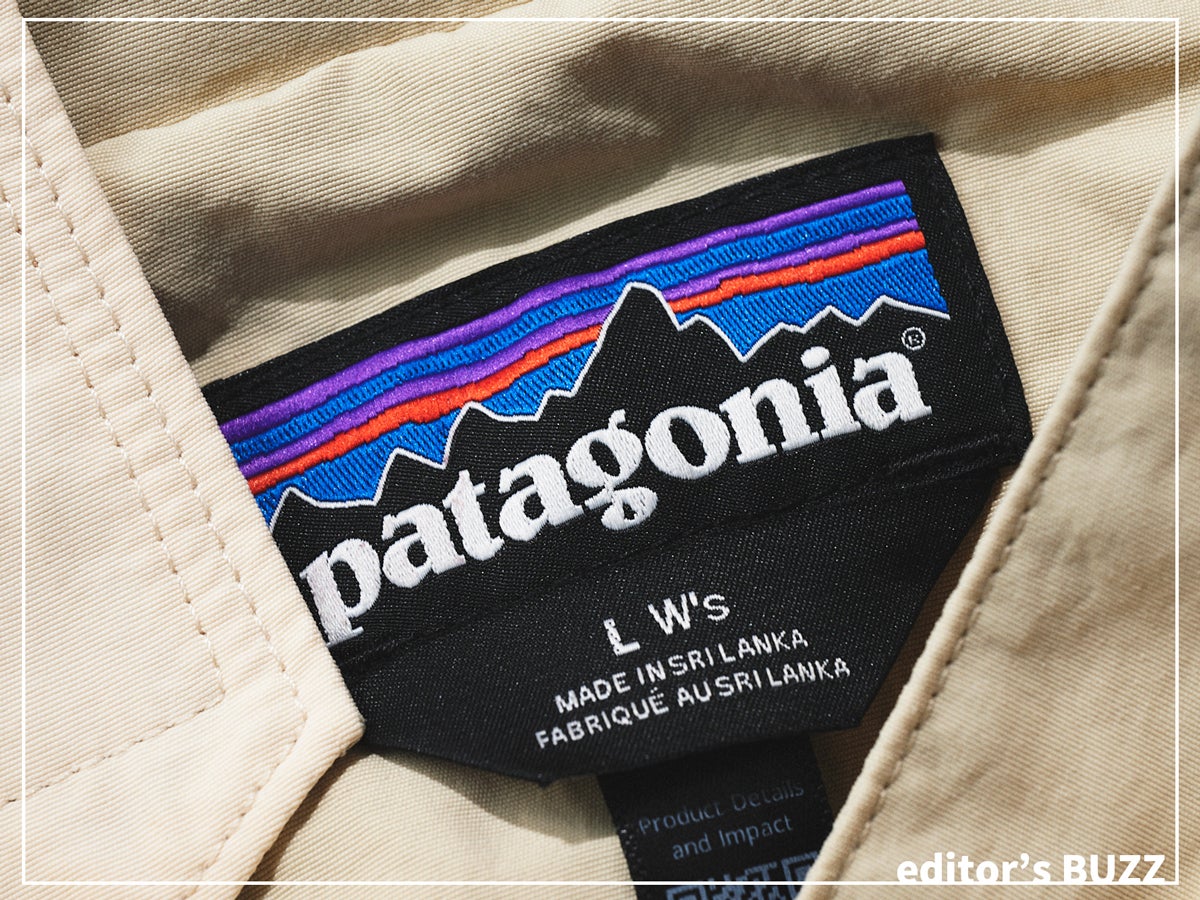 patagonia®
L W's
MADE IN SRI LANKA
FABRIQUÉ AU SRI LANKA
Product Details
and Impact
editor's BUZZ